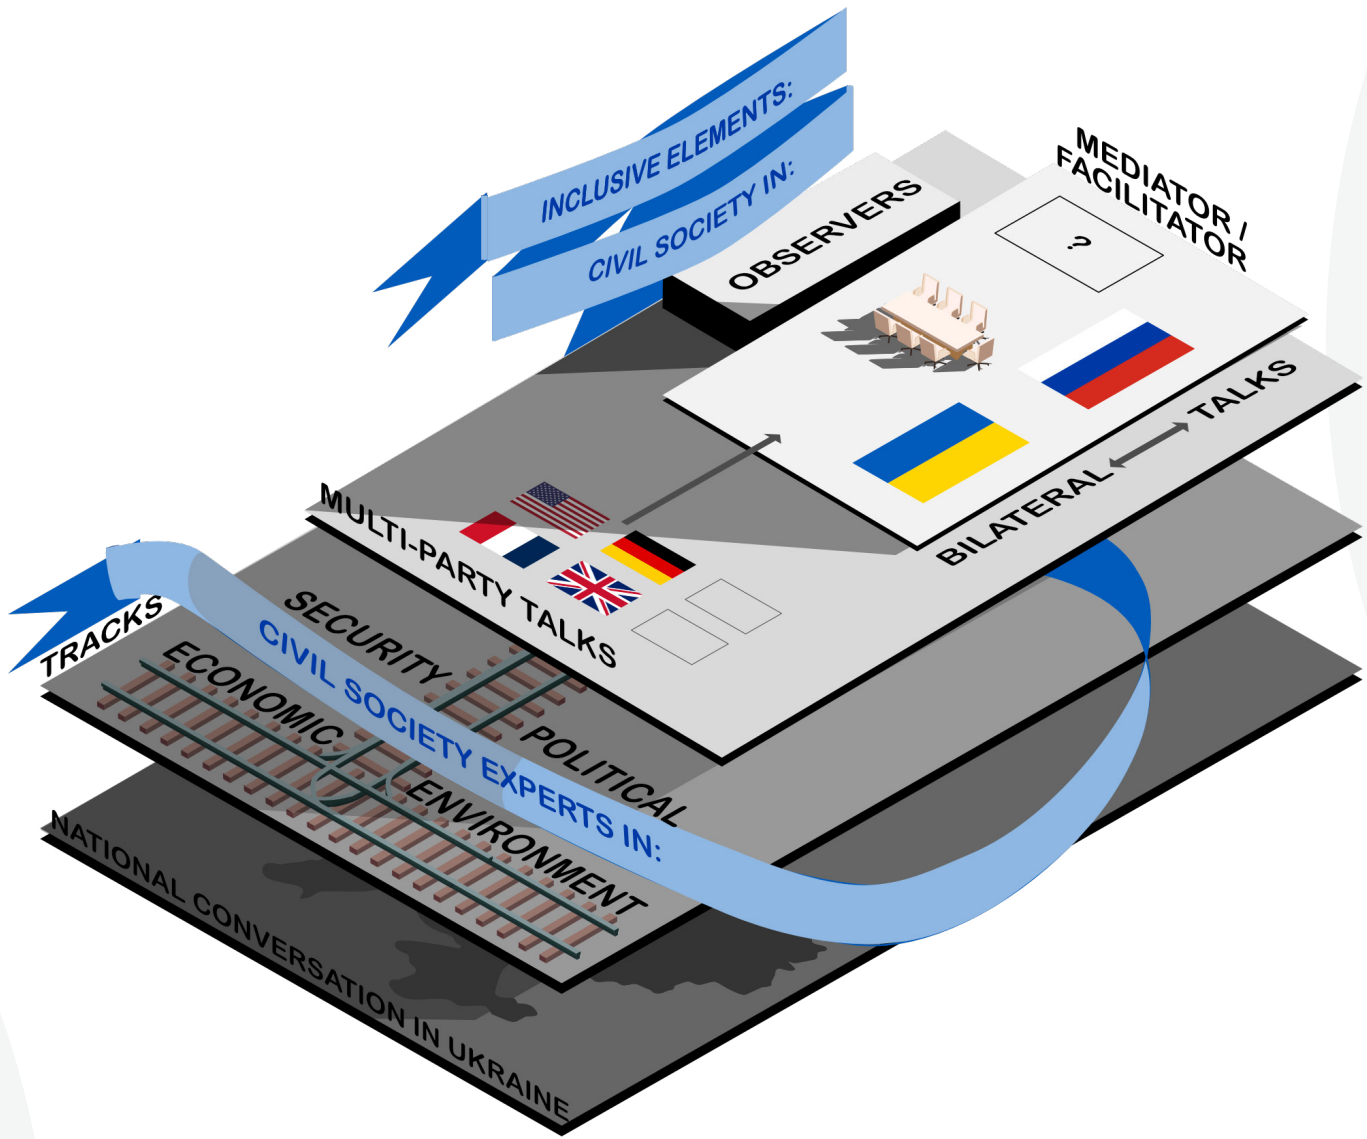 INCLUSIVE ELEMENTS:
CIVIL SOCIETY IN:
OBSERVERS
MEDIATOR /
FACILITATOR
?
BILATERAL
TALKS
MULTI-PARTY TALKS
TRACKS
SECURITY
ECONOMIC
CIVIL SOCIETY EXPERTS IN:
POLITICAL
ENVIRONMENT
NATIONAL CONVERSATION IN UKRAINE